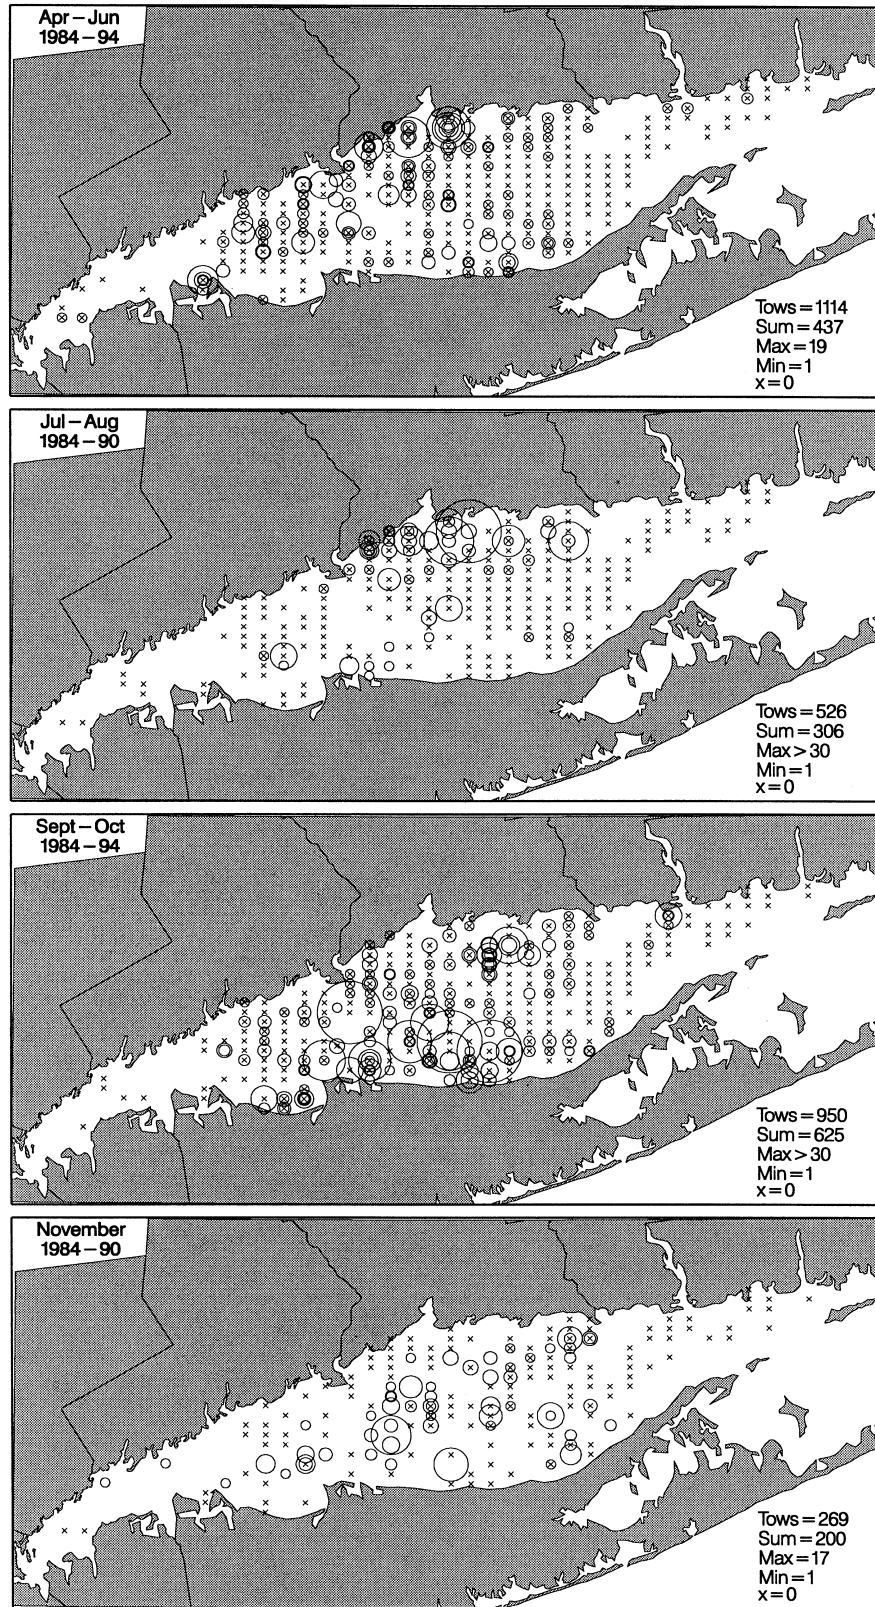 Apr–Jun
1984–94
Tows=1114
Sum=437
Max=19
Min=1
x=0
Jul–Aug
1984–90
Tows=526
Sum=306
Max>30
Min=1
x=0
Sept–Oct
1984–94
Tows=950
Sum=625
Max>30
Min=1
x=0
November
1984–90
Tows=269
Sum=200
Max=17
Min=1
x=0